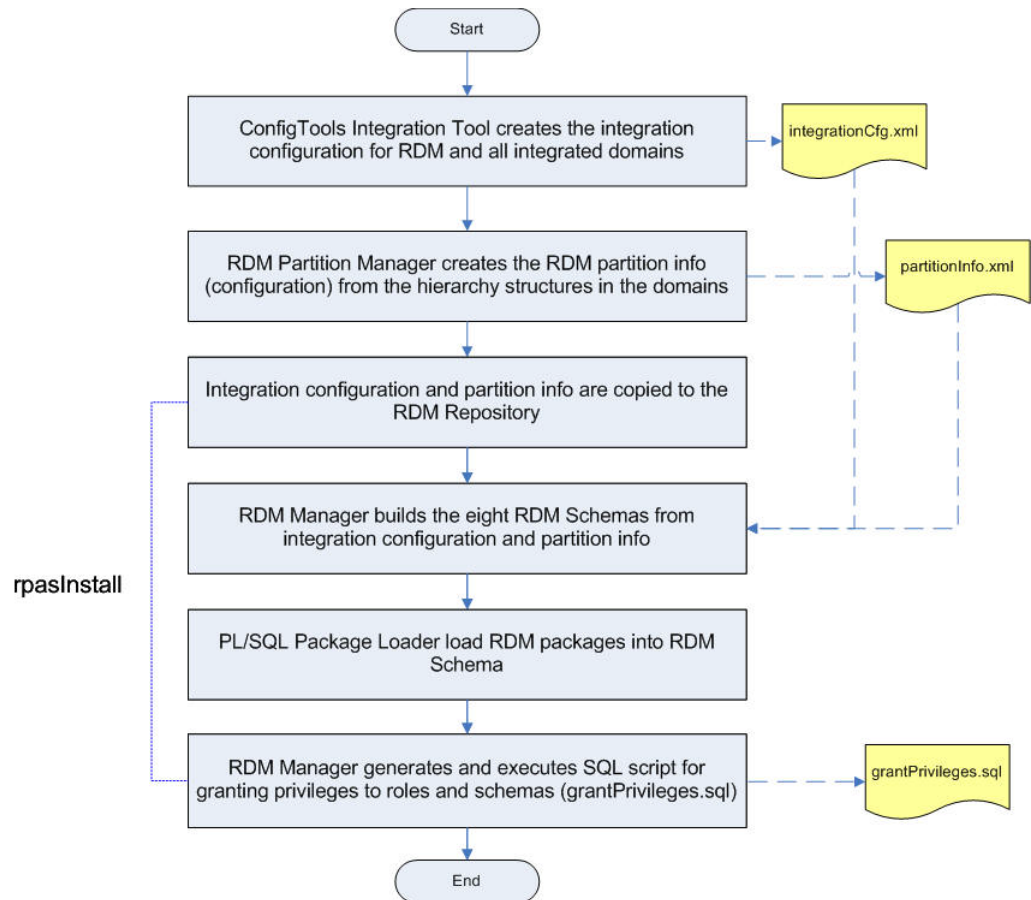 Start
ConfigTools Integration Tool creates the integration
configuration for RDM and all integrated domains
integrationCfg.xml
RDM Partition Manager creates the RDM partition info
(configuration) from the hierarchy structures in the domains
partitionInfo.xml
Integration configuration and partition info are copied to the
RDM Repository
RDM Manager builds the eight RDM Schemas from
integration configuration and partition info
rpasInstall
PL/SQL Package Loader load RDM packages into RDM
Schema
RDM Manager generates and executes SQL script for
granting privileges to roles and schemas (grantPrivileges.sql)
grantPrivileges.sql
End